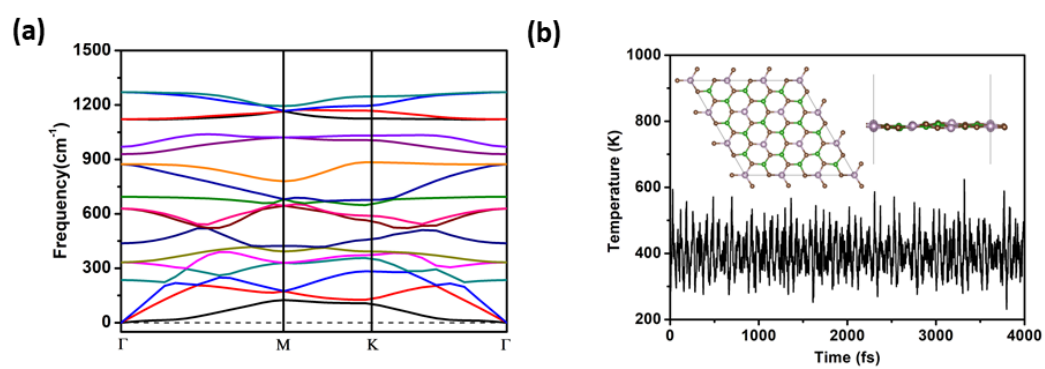 (a)
Frequency(cm⁻¹)
1500
1200
900
600
300
0
Γ M K Γ
(b)
Temperature (K)
1000
800
600
400
200
0 1000 2000 3000 4000
Time (fs)